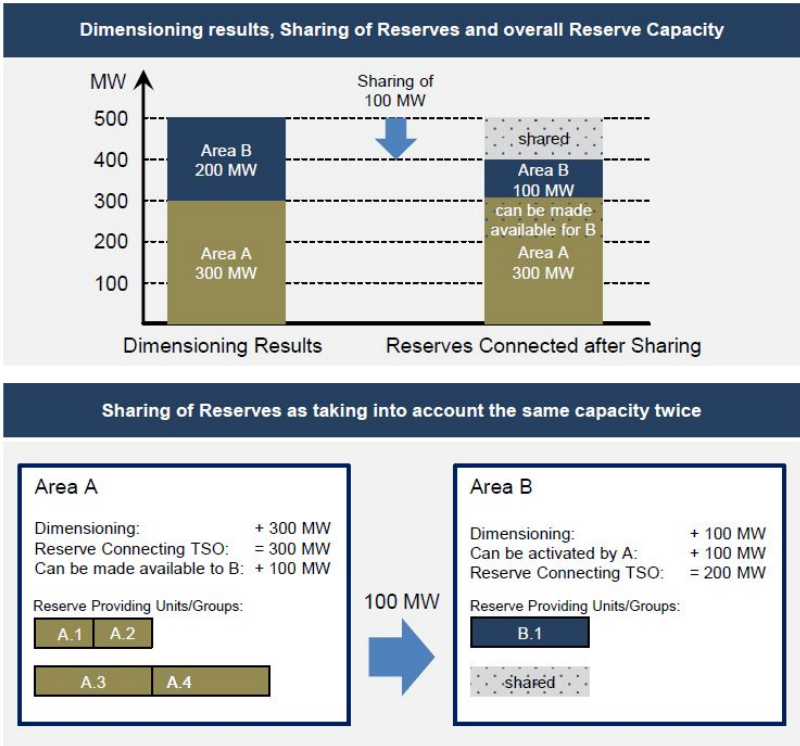 Dimensioning results, Sharing of Reserves and overall Reserve Capacity
MW
Sharing of
100 MW
500
400
300
200
100
Area B
200 MW
Area A
300 MW
shared
Area B
100 MW
can be made
available for B
Area A
300 MW
Dimensioning Results
Reserves Connected after Sharing
Sharing of Reserves as taking into account the same capacity twice
Area A
Dimensioning: + 300 MW
Reserve Connecting TSO: = 300 MW
Can be made available to B: + 100 MW
Reserve Providing Units/Groups:
A.1 A.2
A.3 A.4
100 MW
Area B
Dimensioning: + 100 MW
Can be activated by A: + 100 MW
Reserve Connecting TSO: = 200 MW
Reserve Providing Units/Groups:
B.1
shared